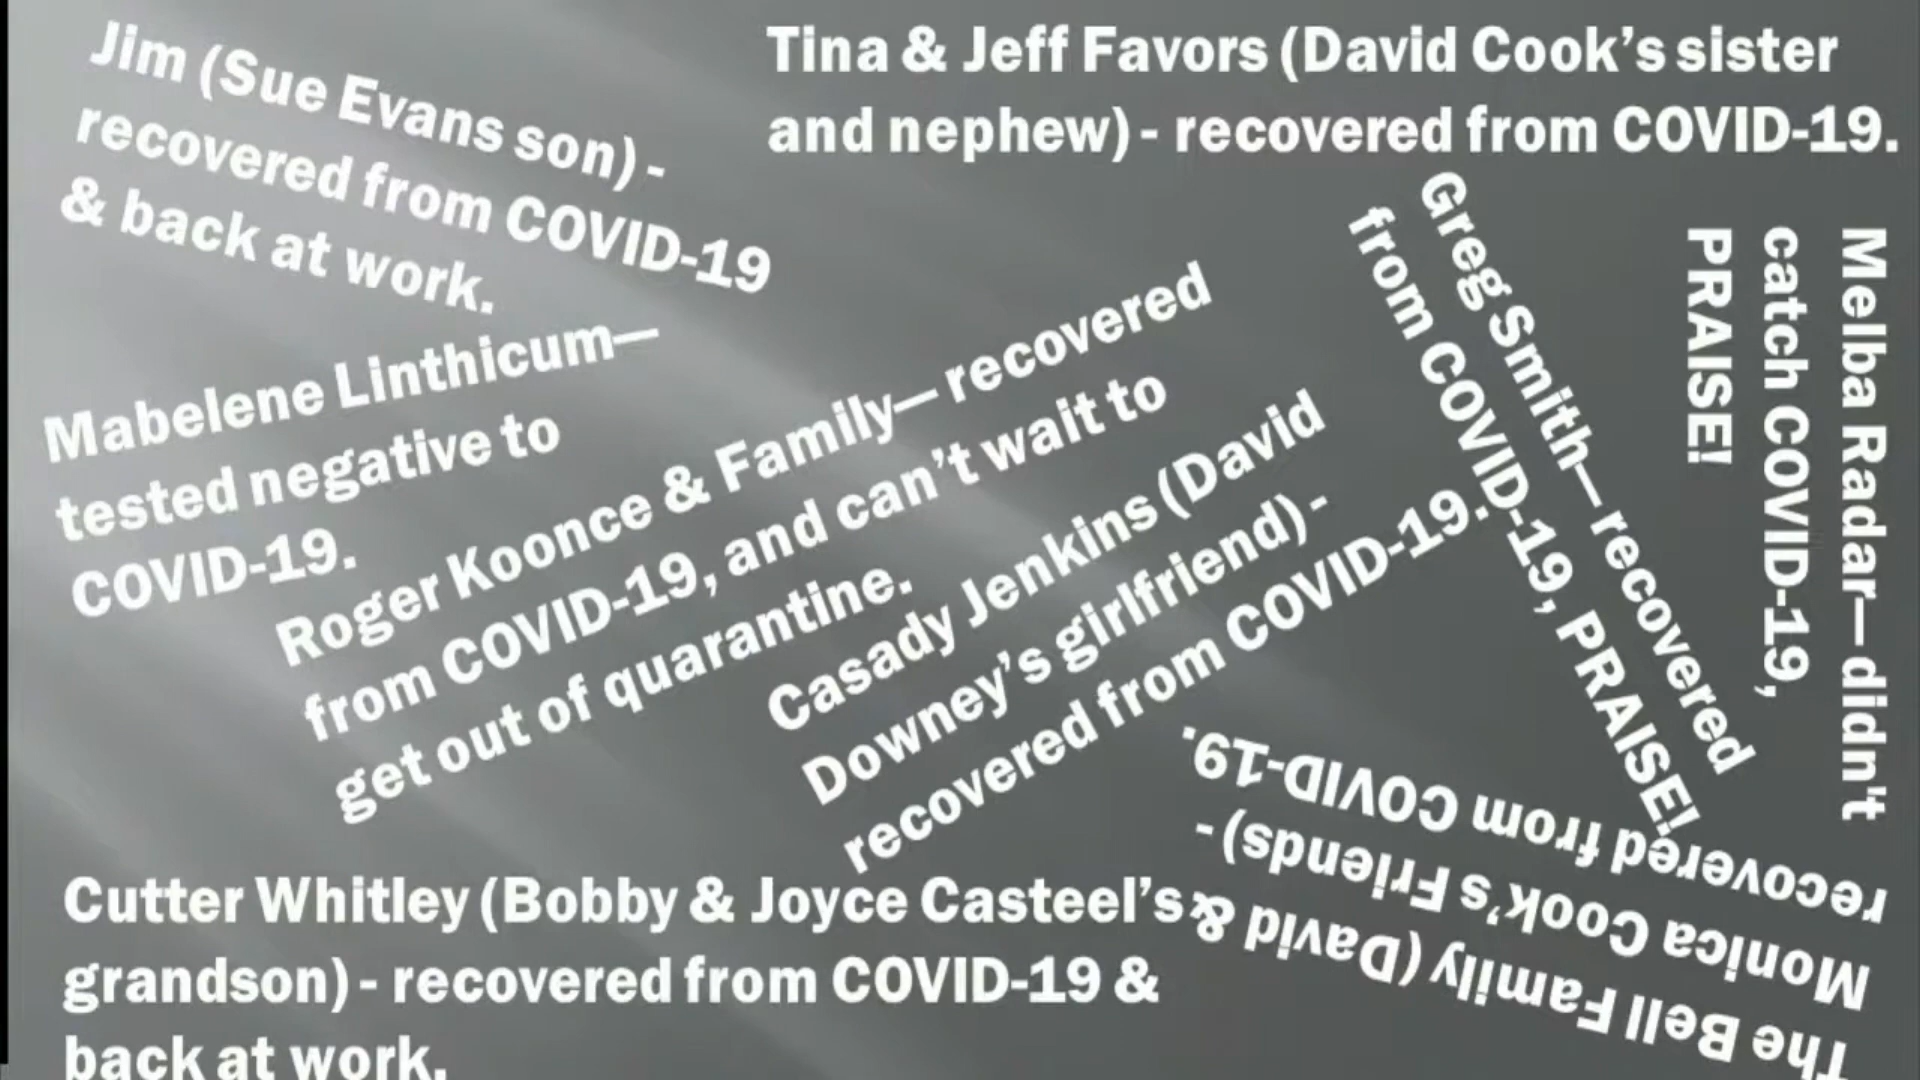 Jim (Sue Evans son) -
recovered from COVID-19
& back at work.
Tina & Jeff Favors (David Cook's sister
and nephew) - recovered from COVID-19.
Mabelene Linthicum—
tested negative to
COVID-19.
Roger Koonce & Family— recovered
from COVID-19, and can't wait to
get out of quarantine.
Casady Jenkins (David
Downey's girlfriend) -
recovered from COVID-19.
Greg Smith—recovered
from COVID-19, PRAISE!
Melba Radar—didn't
catch COVID-19,
PRAISE!
The Bell Family (David &
Monica Cook's Friends) -
recovered from COVID-19.
Cutter Whitley (Bobby & Joyce Casteel's
grandson) - recovered from COVID-19 &
back at work.